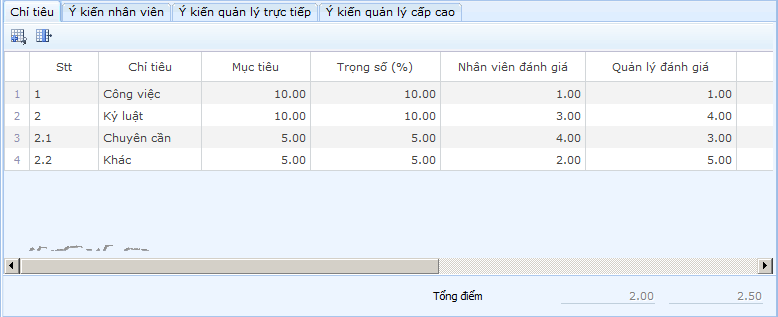 Chỉ tiêu Ý kiến nhân viên Ý kiến quản lý trực tiếp Ý kiến quản lý cấp cao
Stt Chỉ tiêu Mục tiêu Trọng số (%) Nhân viên đánh giá Quản lý đánh giá
1 1 Công việc 10.00 10.00 1.00 1.00
2 2 Kỷ luật 10.00 10.00 3.00 4.00
3 2.1 Chuyên cần 5.00 5.00 4.00 3.00
4 2.2 Khác 5.00 5.00 2.00 5.00
Tổng điểm 2.00 2.50